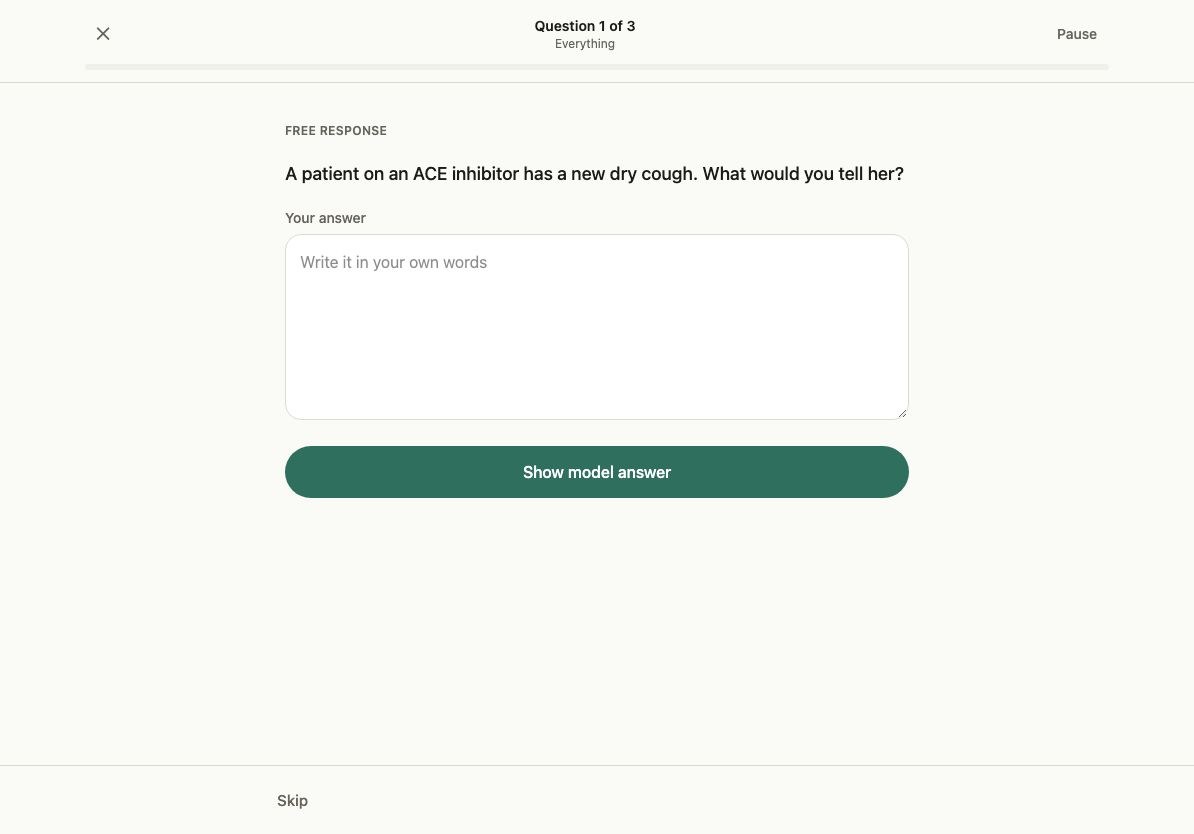 Question 1 of 3
Everything
Pause
FREE RESPONSE
A patient on an ACE inhibitor has a new dry cough. What would you tell her?
Your answer
Write it in your own words
Show model answer
Skip